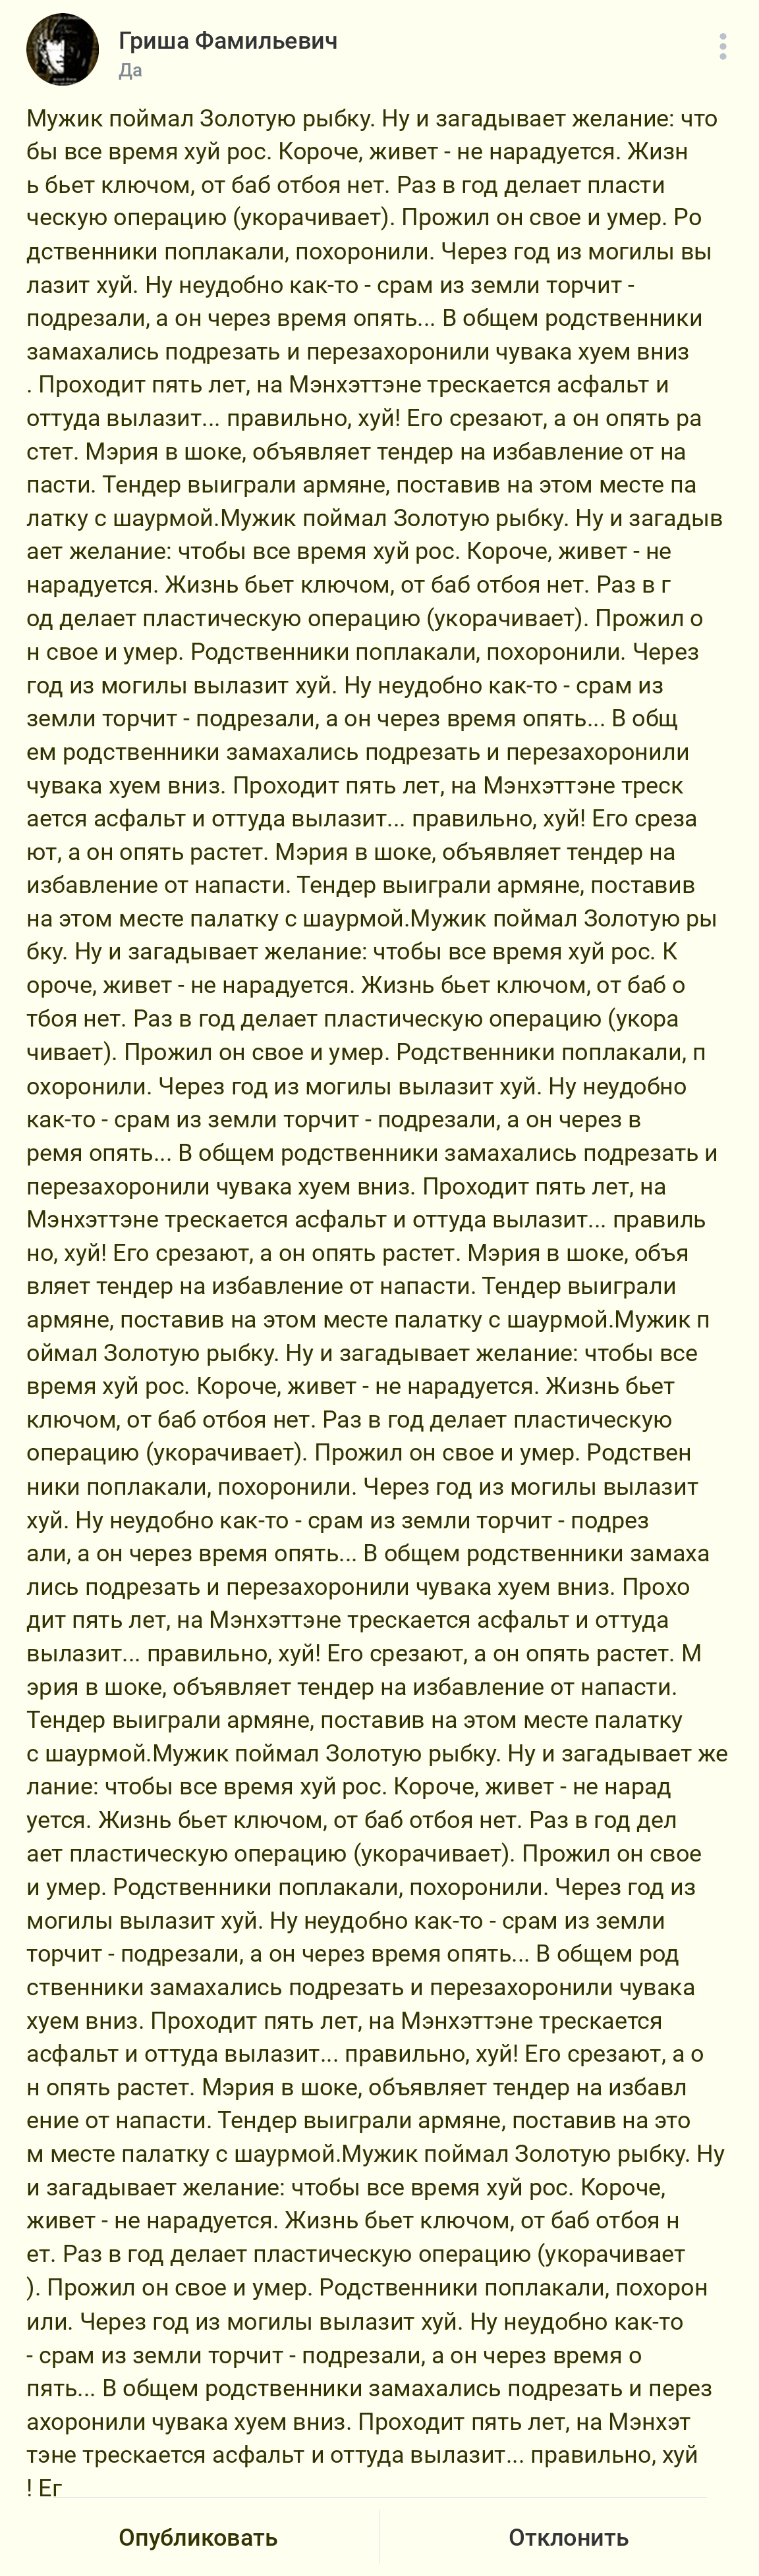 Гриша Фамильевич
Да
Мужик поймал Золотую рыбку. Ну и загадывает желание: что
бы все время хуй рос. Короче, живет - не нарадуется. Жизн
ь бьет ключом, от баб отбоя нет. Раз в год делает пласти
ческую операцию (укорачивает). Прожил он свое и умер. Ро
дственники поплакали, похоронили. Через год из могилы вы
лазит хуй. Ну неудобно как-то - срам из земли торчит -
подрезали, а он через время опять... В общем родственники
замахались подрезать и перезахоронили чувака хуем вниз
. Проходит пять лет, на Мэнхэттэне трескается асфальт и
оттуда вылазит... правильно, хуй! Его срезают, а он опять ра
стет. Мэрия в шоке, объявляет тендер на избавление от на
пасти. Тендер выиграли армяне, поставив на этом месте па
латку с шаурмой.Мужик поймал Золотую рыбку. Ну и загадыв
ает желание: чтобы все время хуй рос. Короче, живет - не
нарадуется. Жизнь бьет ключом, от баб отбоя нет. Раз в г
од делает пластическую операцию (укорачивает). Прожил о
н свое и умер. Родственники поплакали, похоронили. Через
год из могилы вылазит хуй. Ну неудобно как-то - срам из
земли торчит - подрезали, а он через время опять... В общ
ем родственники замахались подрезать и перезахоронили
чувака хуем вниз. Проходит пять лет, на Мэнхэттэне треск
ается асфальт и оттуда вылазит... правильно, хуй! Его среза
ют, а он опять растет. Мэрия в шоке, объявляет тендер на
избавление от напасти. Тендер выиграли армяне, поставив
на этом месте палатку с шаурмой.Мужик поймал Золотую ры
бку. Ну и загадывает желание: чтобы все время хуй рос. К
ороче, живет - не нарадуется. Жизнь бьет ключом, от баб о
тбоя нет. Раз в год делает пластическую операцию (укора
чивает). Прожил он свое и умер. Родственники поплакали, п
охоронили. Через год из могилы вылазит хуй. Ну неудобно
как-то - срам из земли торчит - подрезали, а он через в
ремя опять... В общем родственники замахались подрезать и
перезахоронили чувака хуем вниз. Проходит пять лет, на
Мэнхэттэне трескается асфальт и оттуда вылазит... правиль
но, хуй! Его срезают, а он опять растет. Мэрия в шоке, объя
вляет тендер на избавление от напасти. Тендер выиграли
армяне, поставив на этом месте палатку с шаурмой.Мужик п
оймал Золотую рыбку. Ну и загадывает желание: чтобы все
время хуй рос. Короче, живет - не нарадуется. Жизнь бьет
ключом, от баб отбоя нет. Раз в год делает пластическую
операцию (укорачивает). Прожил он свое и умер. Родствен
ники поплакали, похоронили. Через год из могилы вылазит
хуй. Ну неудобно как-то - срам из земли торчит - подрез
али, а он через время опять... В общем родственники замаха
лись подрезать и перезахоронили чувака хуем вниз. Прохо
дит пять лет, на Мэнхэттэне трескается асфальт и оттуда
вылазит... правильно, хуй! Его срезают, а он опять растет. М
эрия в шоке, объявляет тендер на избавление от напасти.
Тендер выиграли армяне, поставив на этом месте палатку
с шаурмой.Мужик поймал Золотую рыбку. Ну и загадывает же
лание: чтобы все время хуй рос. Короче, живет - не нарад
уется. Жизнь бьет ключом, от баб отбоя нет. Раз в год дел
ает пластическую операцию (укорачивает). Прожил он свое
и умер. Родственники поплакали, похоронили. Через год из
могилы вылазит хуй. Ну неудобно как-то - срам из земли
торчит - подрезали, а он через время опять... В общем род
ственники замахались подрезать и перезахоронили чувака
хуем вниз. Проходит пять лет, на Мэнхэттэне трескается
асфальт и оттуда вылазит... правильно, хуй! Его срезают, а о
н опять растет. Мэрия в шоке, объявляет тендер на избавл
ение от напасти. Тендер выиграли армяне, поставив на это
м месте палатку с шаурмой.Мужик поймал Золотую рыбку. Ну
и загадывает желание: чтобы все время хуй рос. Короче,
живет - не нарадуется. Жизнь бьет ключом, от баб отбоя н
ет. Раз в год делает пластическую операцию (укорачивает
). Прожил он свое и умер. Родственники поплакали, похорон
или. Через год из могилы вылазит хуй. Ну неудобно как-то
- срам из земли торчит - подрезали, а он через время о
пять... В общем родственники замахались подрезать и перез
ахоронили чувака хуем вниз. Проходит пять лет, на Мэнхэт
тэне трескается асфальт и оттуда вылазит... правильно, хуй
! Ег
Опубликовать
Отклонить